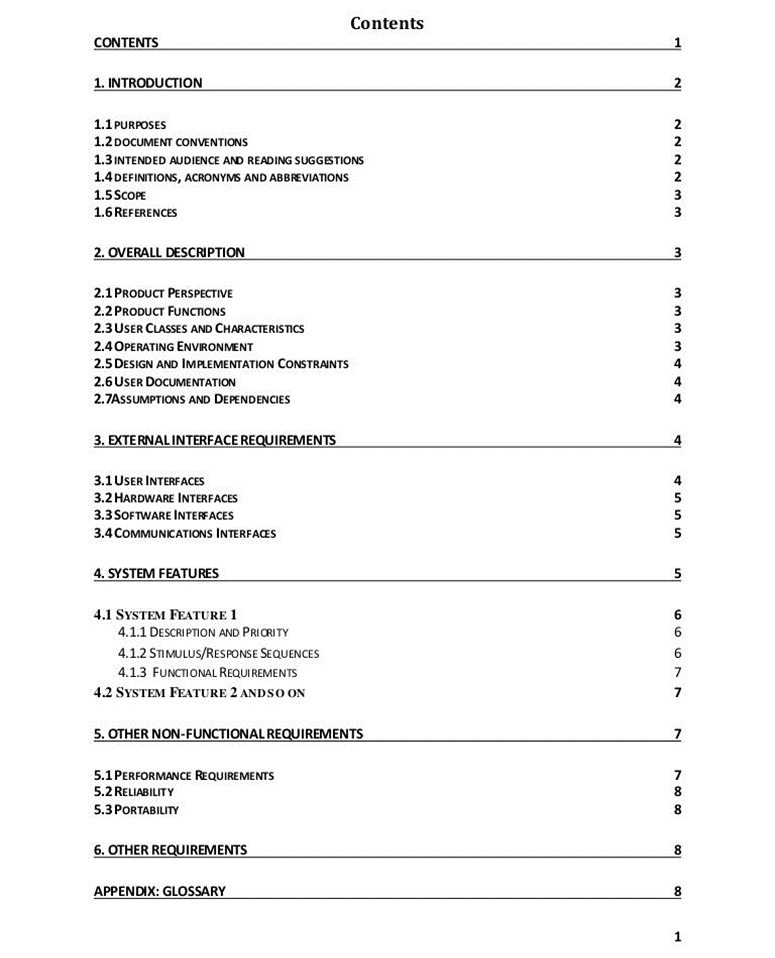 Contents
CONTENTS 1
1. INTRODUCTION 2
1.1 PURPOSES 2
1.2 DOCUMENT CONVENTIONS 2
1.3 INTENDED AUDIENCE AND READING SUGGESTIONS 2
1.4 DEFINITIONS, ACRONYMS AND ABBREVIATIONS 2
1.5 SCOPE 3
1.6 REFERENCES 3
2. OVERALL DESCRIPTION 3
2.1 PRODUCT PERSPECTIVE 3
2.2 PRODUCT FUNCTIONS 3
2.3 USER CLASSES AND CHARACTERISTICS 3
2.4 OPERATING ENVIRONMENT 3
2.5 DESIGN AND IMPLEMENTATION CONSTRAINTS 4
2.6 USER DOCUMENTATION 4
2.7ASSUMPTIONS AND DEPENDENCIES 4
3. EXTERNAL INTERFACE REQUIREMENTS 4
3.1 USER INTERFACES 4
3.2 HARDWARE INTERFACES 5
3.3 SOFTWARE INTERFACES 5
3.4 COMMUNICATIONS INTERFACES 5
4. SYSTEM FEATURES 5
4.1 SYSTEM FEATURE 1 6
4.1.1 DESCRIPTION AND PRIORITY 6
4.1.2 STIMULUS/RESPONSE SEQUENCES 6
4.1.3 FUNCTIONAL REQUIREMENTS 7
4.2 SYSTEM FEATURE 2 AND SO ON 7
5. OTHER NON-FUNCTIONAL REQUIREMENTS 7
5.1 PERFORMANCE REQUIREMENTS 7
5.2 RELIABILITY 8
5.3 PORTABILITY 8
6. OTHER REQUIREMENTS 8
APPENDIX: GLOSSARY 8
1